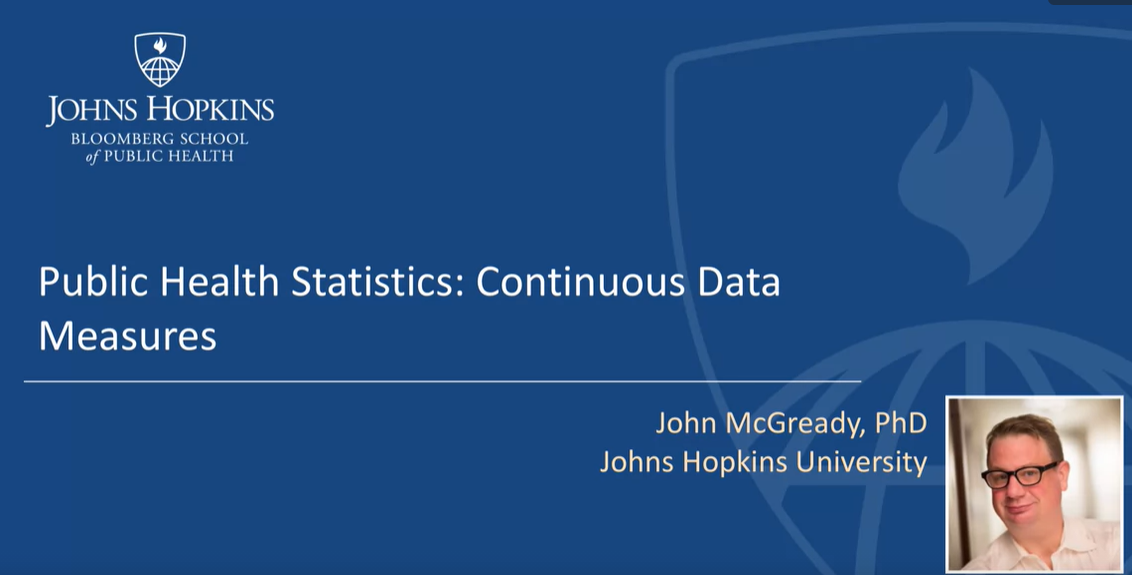 JOHNS HOPKINS
BLOOMBERG SCHOOL
of PUBLIC HEALTH
Public Health Statistics: Continuous Data
Measures
John McGready, PhD
Johns Hopkins University